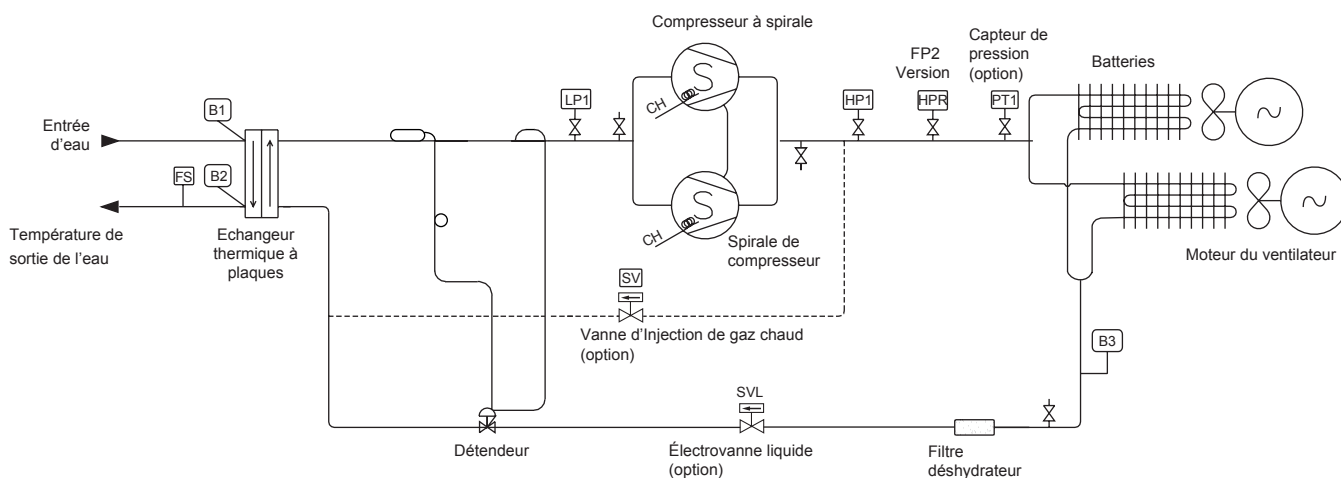 Compresseur à spirale
S
CH
LP1
HP1
FP2
Version
HPR
Capteur de
pression
(option)
PT1
Batteries
~
Entrée
d'eau
B1
FS
B2
Température de
sortie de l'eau
Echangeur
thermique à
plaques
S
CH
Spirale de
compresseur
~
Moteur du ventilateur
SV
Vanne d'Injection de gaz chaud
(option)
B3
SVL
Détendeur
Électrovanne liquide
(option)
Filtre
déshydrateur